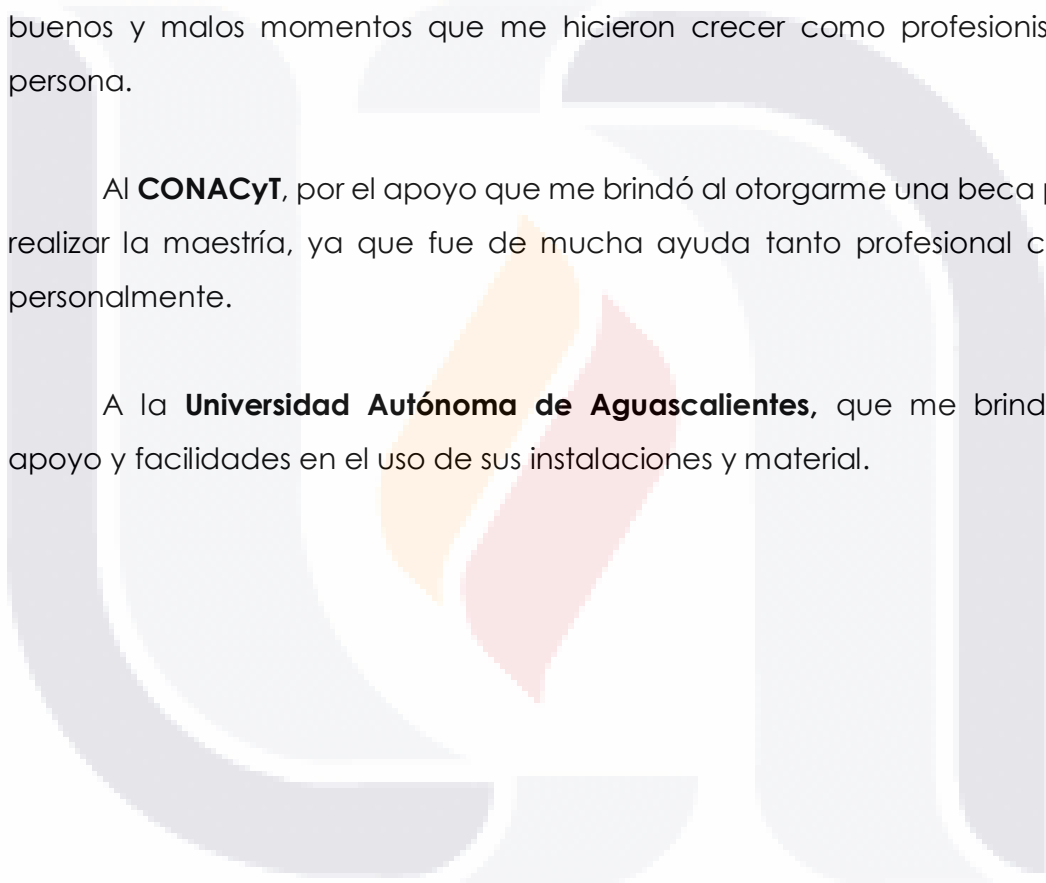 buenos y malos momentos que me hicieron crecer como profesionis
persona.
Al CONACyT, por el apoyo que me brindó al otorgarme una beca
realizar la maestría, ya que fue de mucha ayuda tanto profesional c
personalmente.
A la Universidad Autónoma de Aguascalientes, que me brind
apoyo y facilidades en el uso de sus instalaciones y material.